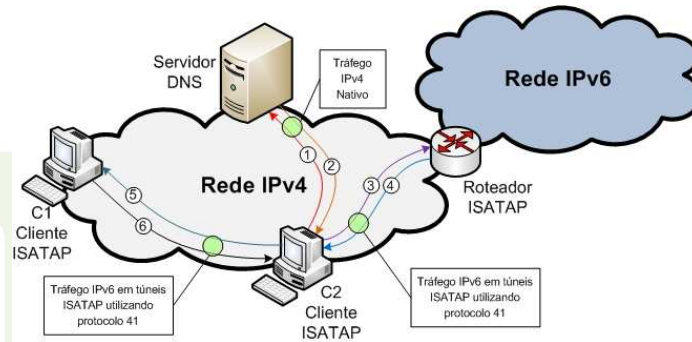 Servidor
DNS
Tráfego
IPv4
Nativo
Rede IPv6
1
2
Rede IPv4
3
4
Roteador
ISATAP
C1
Cliente
ISATAP
5
6
Tráfego IPv6 em túneis
ISATAP utilizando
protocolo 41
C2
Cliente
ISATAP
Tráfego IPv6 em túneis
ISATAP utilizando
protocolo 41